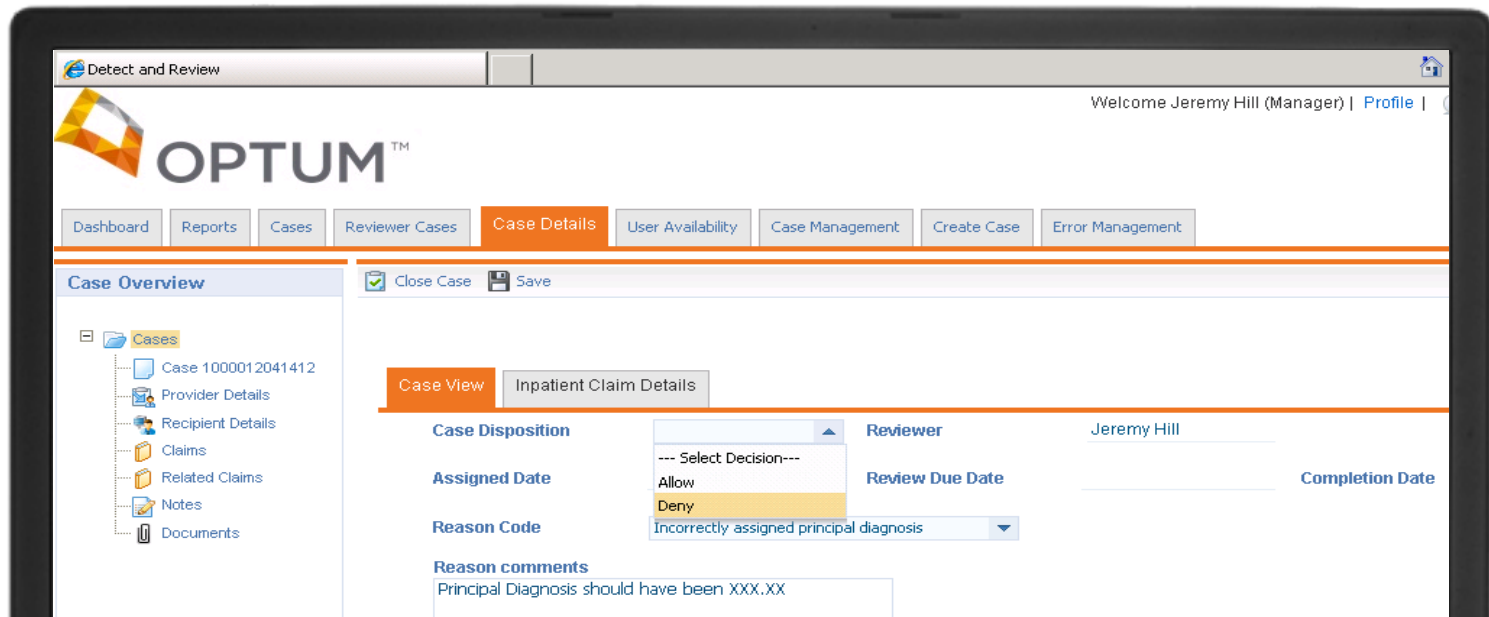 Detect and Review
Welcome Jeremy Hill (Manager) | Profile |
OPTUM™
Dashboard Reports Cases Reviewer Cases Case Details User Availability Case Management Create Case Error Management
Case Overview
Close Case Save
Cases
Case 1000012041412
Provider Details
Recipient Details
Claims
Related Claims
Notes
Documents
Case View Inpatient Claim Details
Case Disposition Reviewer Jeremy Hill
--- Select Decision---
Allow
Deny
Assigned Date Review Due Date Completion Date
Reason Code Incorrectly assigned principal diagnosis
Reason comments
Principal Diagnosis should have been XXX.XX